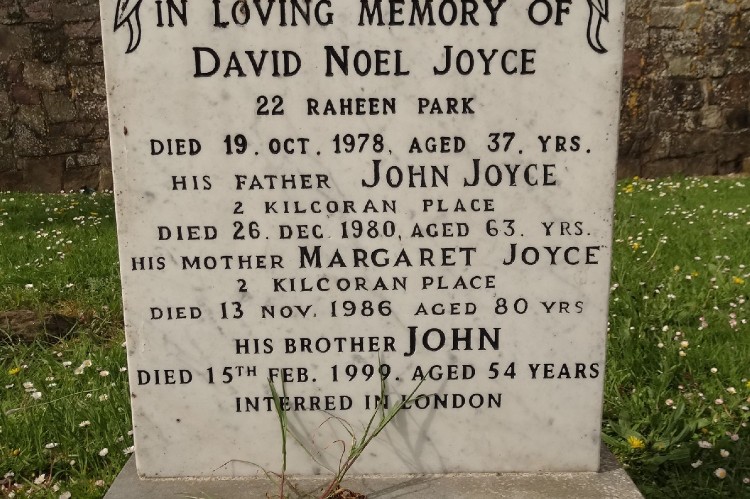 IN LOVING MEMORY OF
DAVID NOEL JOYCE
22 RAHEEN PARK
DIED 19. OCT. 1978, AGED 37. YRS.
HIS FATHER JOHN JOYCE
2 KILCORAN PLACE
DIED 26. DEC. 1980, AGED 63. YRS.
HIS MOTHER MARGARET JOYCE
2 KILCORAN PLACE
DIED 13 NOV. 1986 AGED 80 YRS
HIS BROTHER JOHN
DIED 15TH FEB. 1999. AGED 54 YEARS
INTERRED IN LONDON